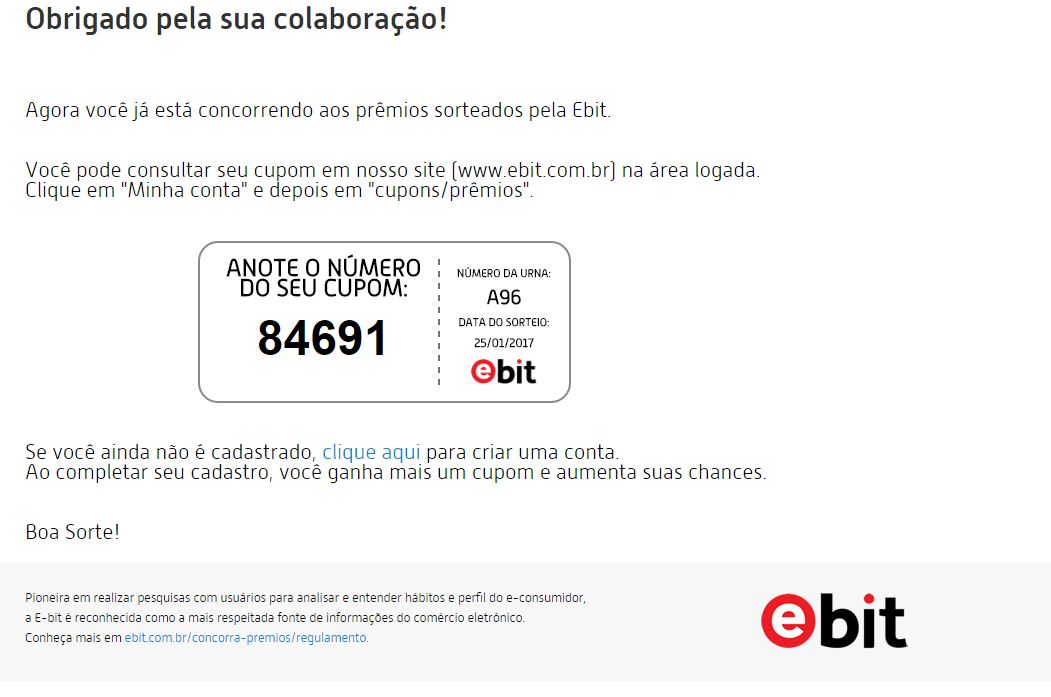 Obrigado pela sua colaboração!
Agora você já está concorrendo aos prêmios sorteados pela Ebit.
Você pode consultar seu cupom em nosso site (www.ebit.com.br) na área logada.
Clique em "Minha conta" e depois em "cupons/prêmios".
ANOTE O NÚMERO
DO SEU CUPOM:
84691
NÚMERO DA URNA:
A96
DATA DO SORTEIO:
25/01/2017
ebit
Se você ainda não é cadastrado, clique aqui para criar uma conta.
Ao completar seu cadastro, você ganha mais um cupom e aumenta suas chances.
Boa Sorte!
Pioneira em realizar pesquisas com usuários para analisar e entender hábitos e perfil do e-consumidor,
a E-bit é reconhecida como a mais respeitada fonte de informações do comércio eletrônico.
Conheça mais em ebit.com.br/concorra-premios/regulamento.
ebit